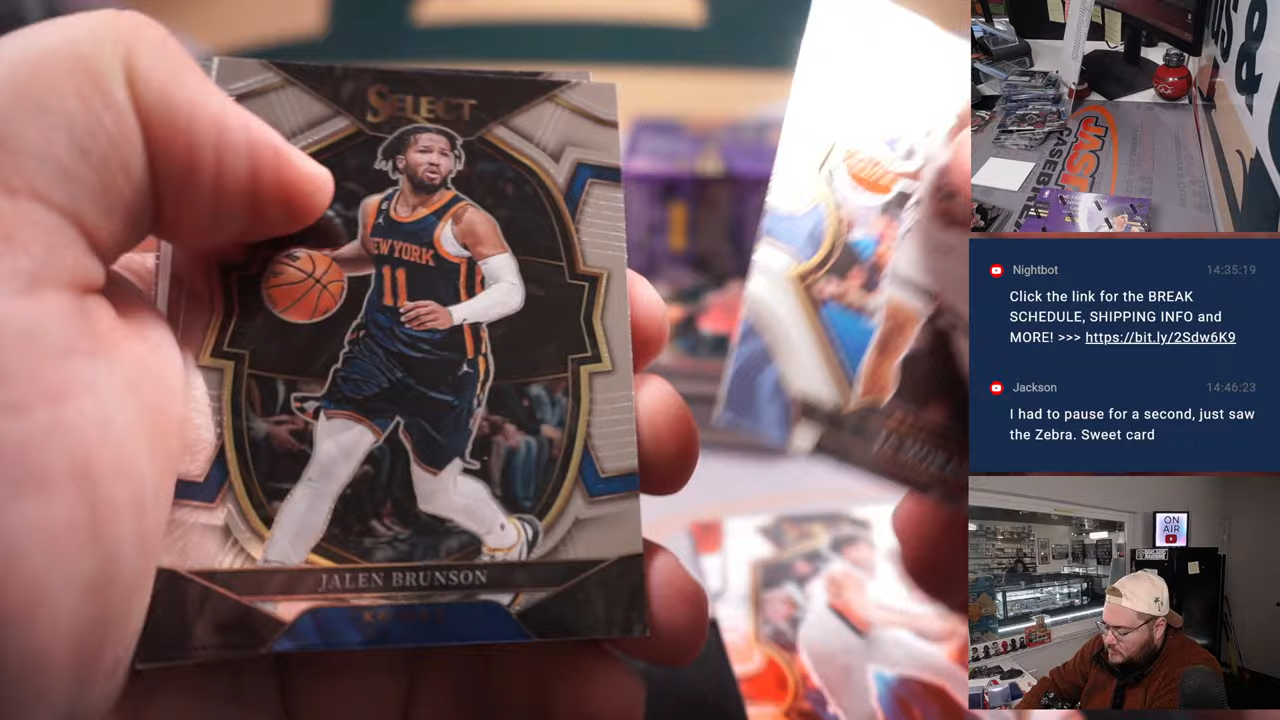 SELECT
NEW YORK
11
JALEN BRUNSON
Nightbot
14:35:19
Click the link for the BREAK
SCHEDULE, SHIPPING INFO and
MORE! >>> https://bit.ly/2Sdw6K9
Jackson
14:46:23
I had to pause for a second, just saw
the Zebra. Sweet card
ON
AIR